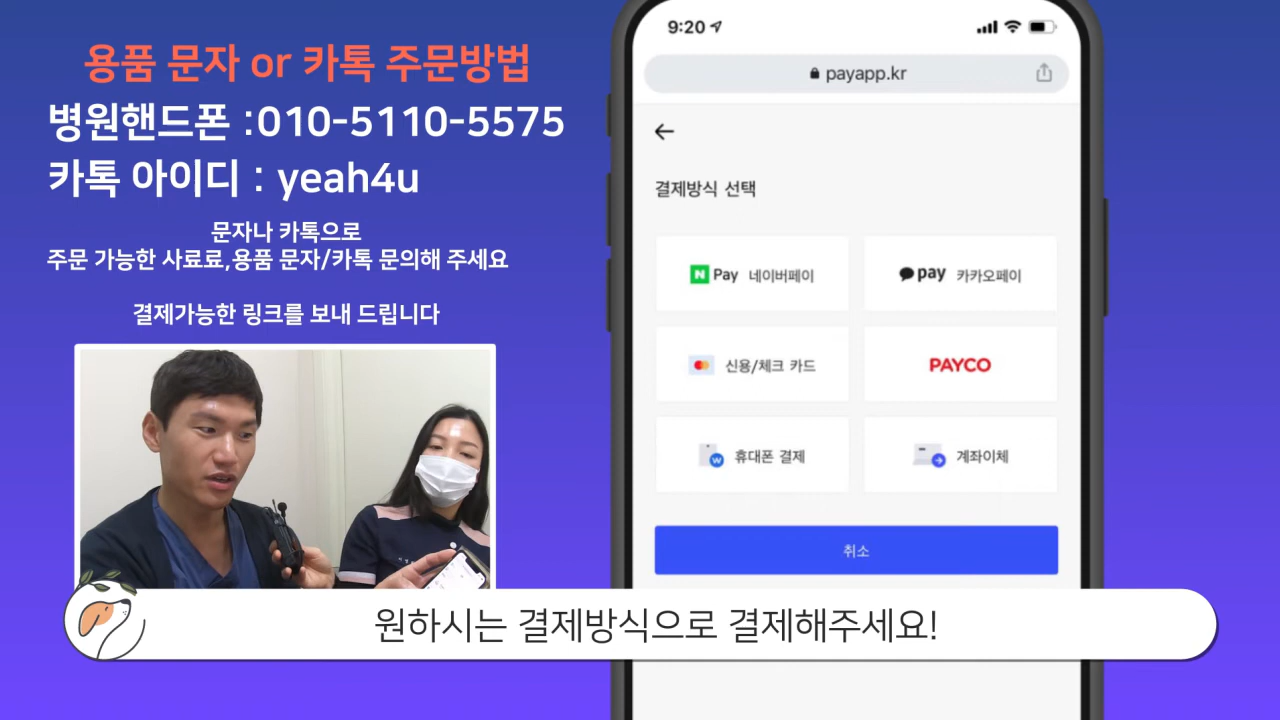 용품 문자 or 카톡 주문방법
병원핸드폰 :010-5110-5575
카톡 아이디 : yeah4u
문자나 카톡으로
주문 가능한 사료료,용품 문자/카톡 문의해 주세요
결제가능한 링크를 보내 드립니다
9:20
payapp.kr
결제방식 선택
N Pay 네이버페이
pay 카카오페이
신용/체크 카드
PAYCO
W 휴대폰 결제
계좌이체
취소
원하시는 결제방식으로 결제해주세요!